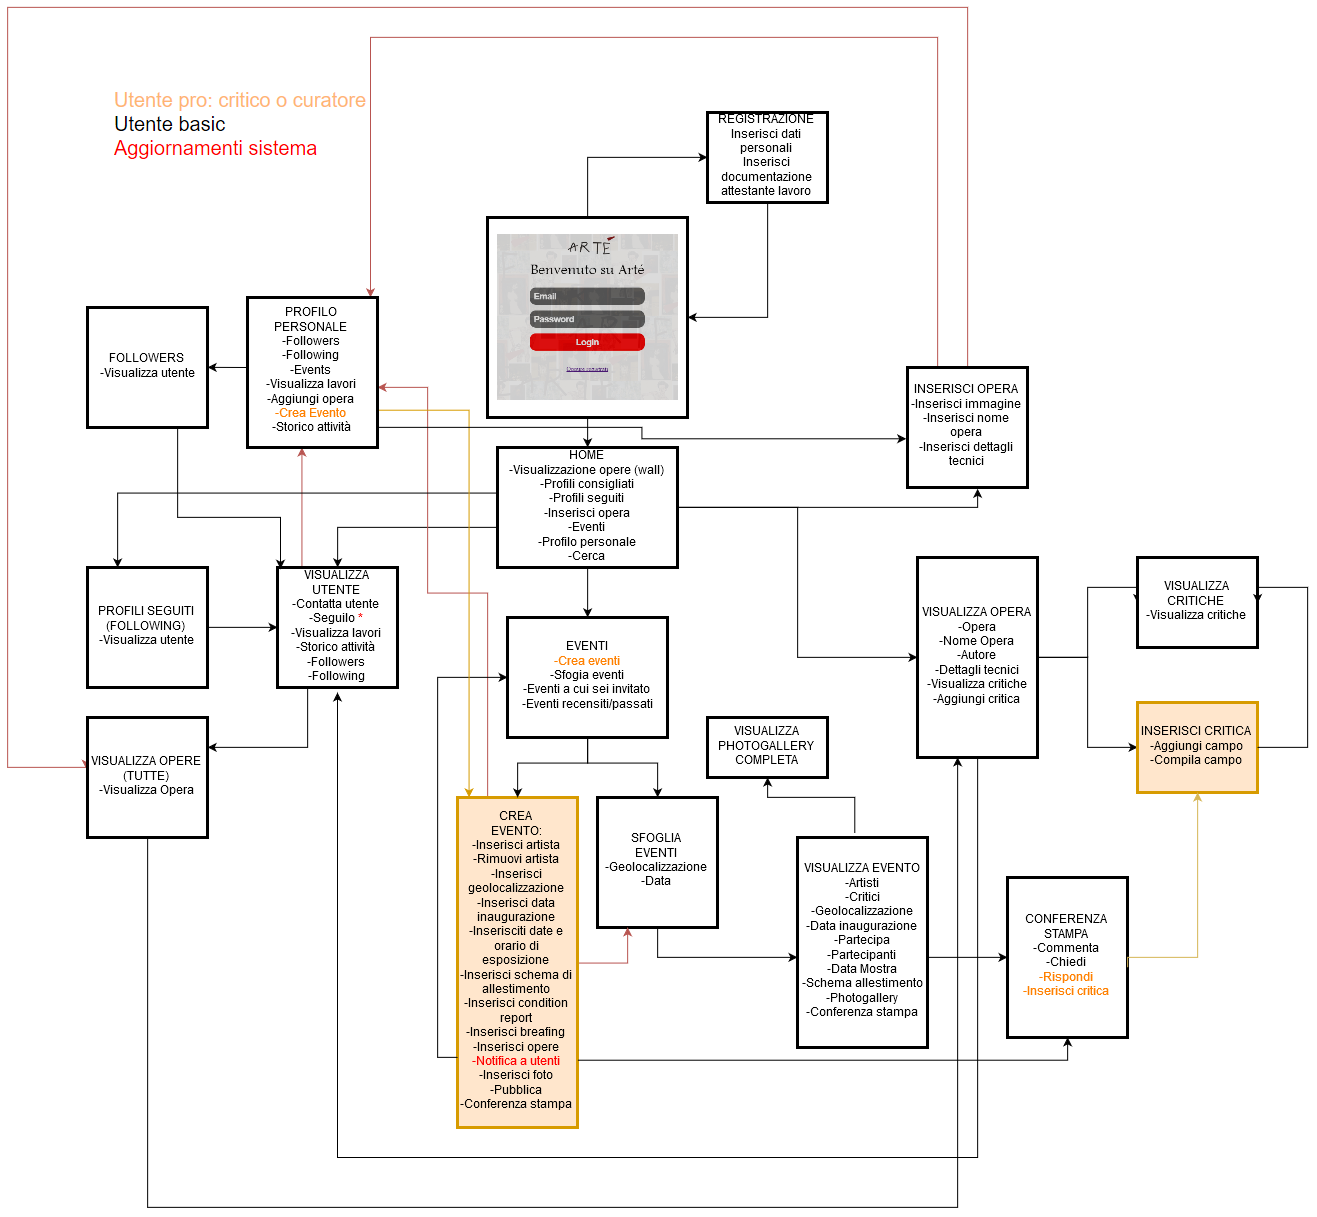 Utente pro: critico o curatore
Utente basic
Aggiornamenti sistema
REGISTRAZIONE
Inserisci dati
personali
Inserisci
documentazione
attestante lavoro
ARTÉ
Benvenuto su Arté
Email
Password
Login
PROFILO
PERSONALE
-Followers
-Following
-Events
-Visualizza lavori
-Aggiungi opera
-Crea Evento
-Storico attività
FOLLOWERS
-Visualizza utente
INSERISCI OPERA
-Inserisci immagine
-Inserisci nome
opera
-Inserisci dettagli
tecnici
HOME
-Visualizzazione opere (wall)
-Profili consigliati
-Profili seguiti
-Inserisci opera
-Eventi
-Profilo personale
-Cerca
PROFILI SEGUITI
(FOLLOWING)
-Visualizza utente
VISUALIZZA
UTENTE
-Contatta utente
-Seguilo *
-Visualizza lavori
-Storico attività
-Followers
-Following
EVENTI
-Crea eventi
-Sfogia eventi
-Eventi a cui sei invitato
-Eventi recensiti/passati
VISUALIZZA OPERA
-Opera
-Nome Opera
-Autore
-Dettagli tecnici
-Visualizza critiche
-Aggiungi critica
VISUALIZZA
CRITICHE
-Visualizza critiche
INSERISCI CRITICA
-Aggiungi campo
-Compila campo
VISUALIZZA OPERE
(TUTTE)
-Visualizza Opera
VISUALIZZA
PHOTOGALLERY
COMPLETA
CREA
EVENTO:
-Inserisci artista
-Rimuovi artista
-Inserisci
geolocalizzazione
-Inserisci data
inaugurazione
-Inserisciti date e
orario di
esposizione
-Inserisci schema di
allestimento
-Inserisci condition
report
-Inserisci breafing
-Inserisci opere
-Notifica a utenti
-Inserisci foto
-Pubblica
-Conferenza stampa
SFOGLIA
EVENTI
-Geolocalizzazione
-Data
VISUALIZZA EVENTO
-Artisti
-Critici
-Geolocalizzazione
-Data inaugurazione
-Partecipa
-Partecipanti
-Data Mostra
-Schema allestimento
-Photogallery
-Conferenza stampa
CONFERENZA
STAMPA
-Commenta
-Chiedi
-Rispondi
-Inserisci critica